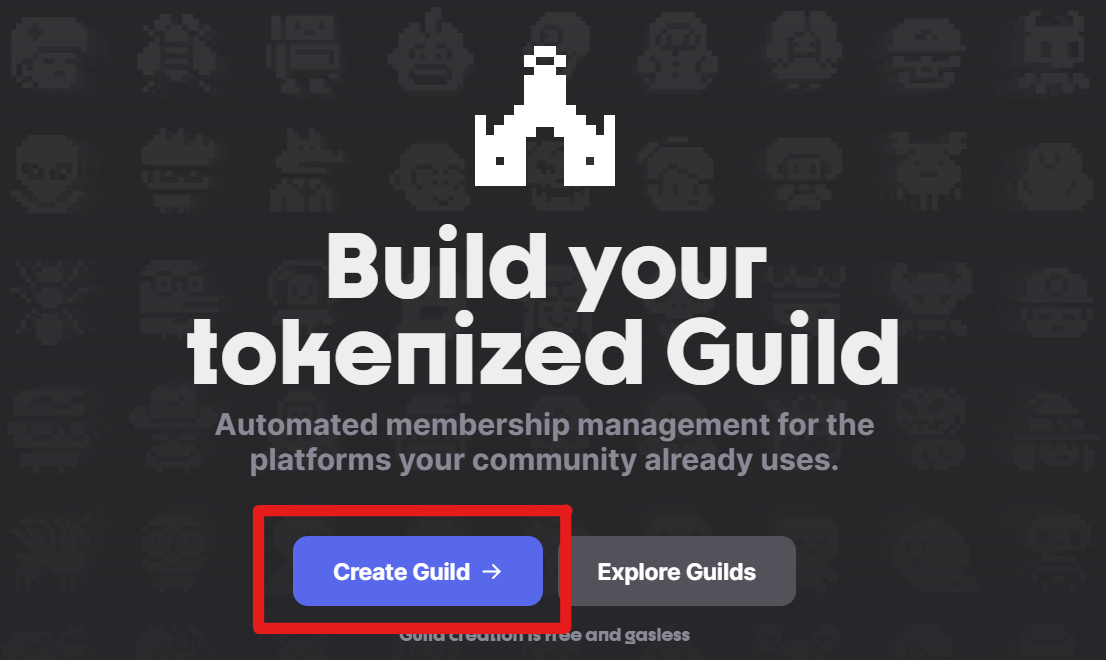 Build your
tokenized Guild
Automated membership management for the
platforms your community already uses.
Create Guild →
Explore Guilds
Guild creation is free and gasless